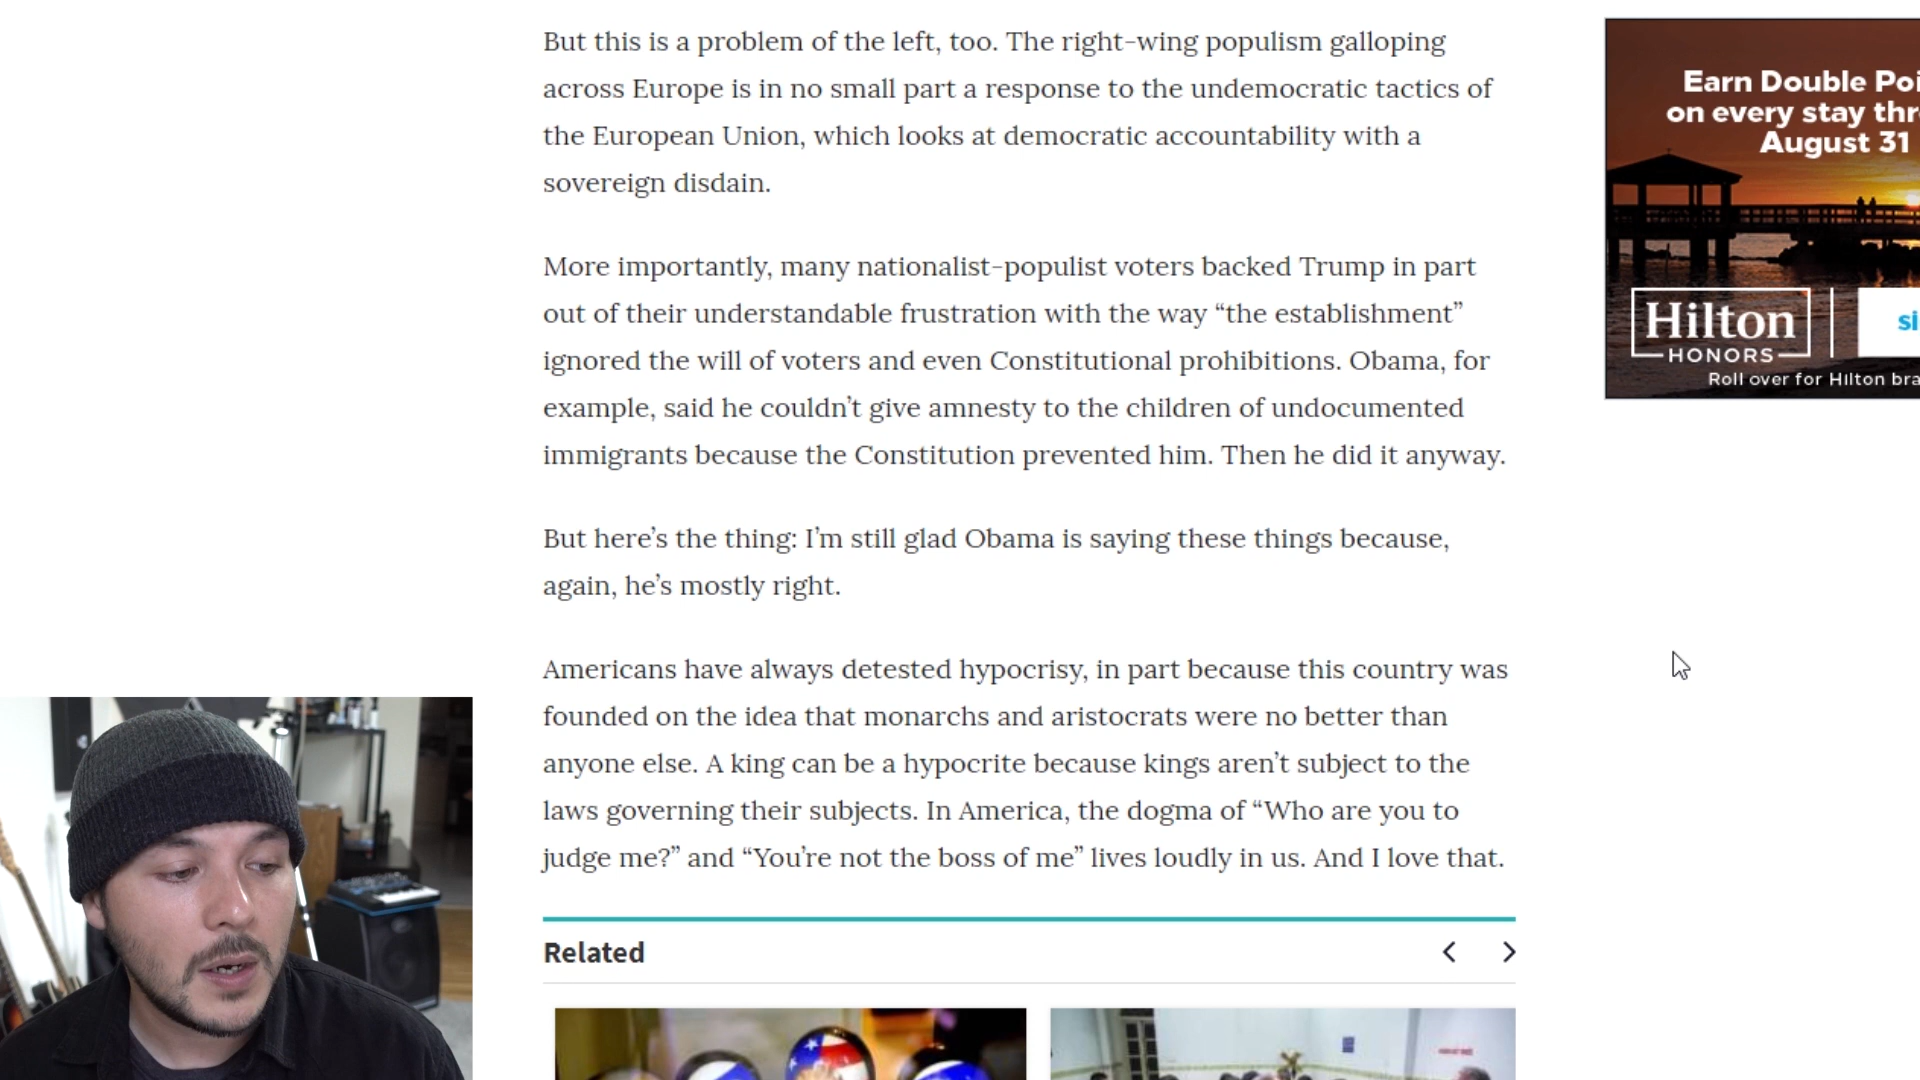 But this is a problem of the left, too. The right-wing populism galloping
across Europe is in no small part a response to the undemocratic tactics of
the European Union, which looks at democratic accountability with a
sovereign disdain.
More importantly, many nationalist-populist voters backed Trump in part
out of their understandable frustration with the way “the establishment”
ignored the will of voters and even Constitutional prohibitions. Obama, for
example, said he couldn’t give amnesty to the children of undocumented
immigrants because the Constitution prevented him. Then he did it anyway.
But here’s the thing: I’m still glad Obama is saying these things because,
again, he’s mostly right.
Americans have always detested hypocrisy, in part because this country was
founded on the idea that monarchs and aristocrats were no better than
anyone else. A king can be a hypocrite because kings aren’t subject to the
laws governing their subjects. In America, the dogma of “Who are you to
judge me?” and “You’re not the boss of me” lives loudly in us. And I love that.
Related
Earn Double
on every stay
August 31
Hilton
HONORS
Roll over for Hilton